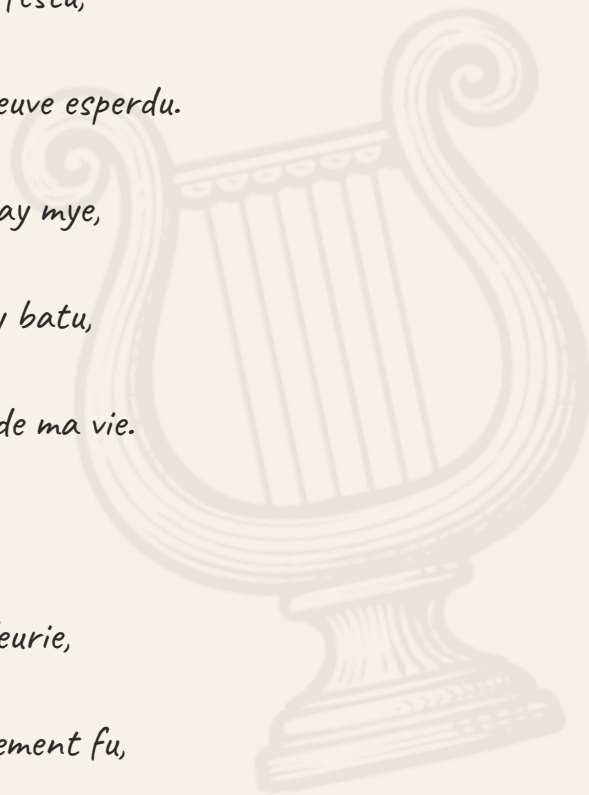 euve esperdu.
ay mye,
y batu,
de ma vie.
eurie,
ement fu,